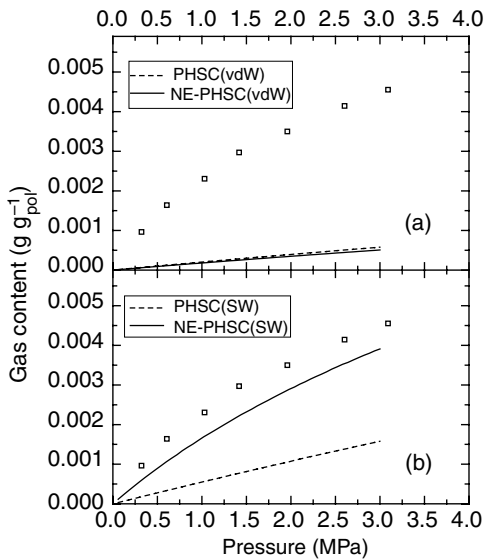 0.0 0.5 1.0 1.5 2.0 2.5 3.0 3.5 4.0
0.005
0.004
0.003
0.002
0.001
0.000
PHSC(vdW)
NE-PHSC(vdW)
(a)
Gas content (g g⁻¹pol)
0.005
0.004
0.003
0.002
0.001
0.000
PHSC(SW)
NE-PHSC(SW)
(b)
0.0 0.5 1.0 1.5 2.0 2.5 3.0 3.5 4.0
Pressure (MPa)